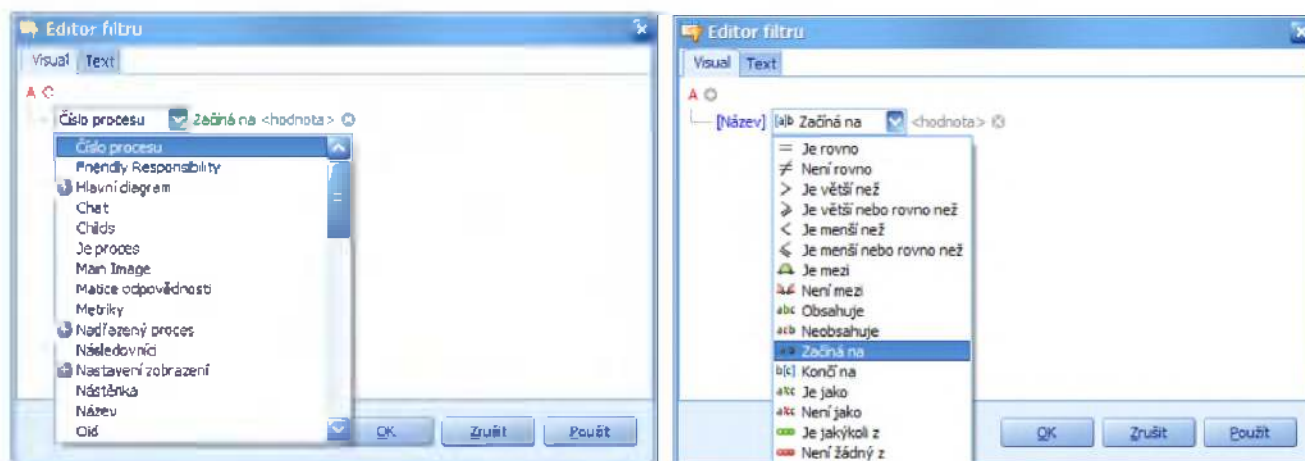 Editor filtru
Visual Text
A
Číslo procesu Začíná na <hodnota>
Číslo procesu
Friendly Responsibility
Hlavní diagram
Chat
Childs
Je proces
Main Image
Matice odpovědnosti
Metriky
Nadřazený proces
Následovníci
Nastavení zobrazení
Nástěnka
Název
Oid
OK Zrušit Použít
Editor filtru
Visual Text
A
[Název] [a]b Začíná na <hodnota>
= Je rovno
≠ Není rovno
> Je větší než
⩾ Je větší nebo rovno než
< Je menší než
⩽ Je menší nebo rovno než
Je mezi
Není mezi
abc Obsahuje
acb Neobsahuje
[a]b Začíná na
b[c] Končí na
a%c Je jako
a%c Není jako
Je jakýkoli z
Není žádný z
OK Zrušit Použít